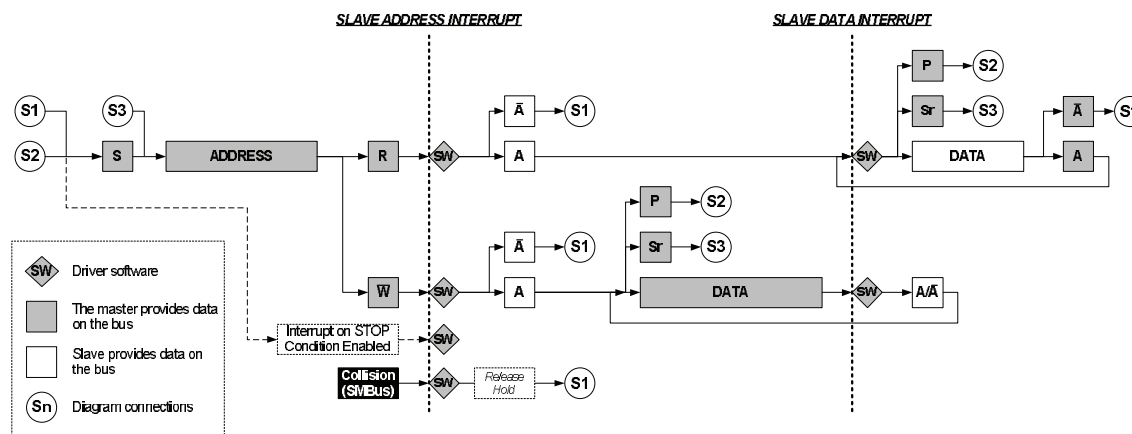 SLAVE ADDRESS INTERRUPT
SLAVE DATA INTERRUPT
P
S2
S1
S3
Ā
S1
Sr
S3
Ā
S2
S
ADDRESS
R
SW
A
SW
DATA
A
P
S2
Ā
S1
Sr
S3
W̄
SW
A
DATA
SW
A/Ā
Interrupt on STOP
Condition Enabled
SW
Collision
(SMBus)
SW
Release
Hold
S1
SW
Driver software
The master provides data
on the bus
Slave provides data on
the bus
Sn
Diagram connections